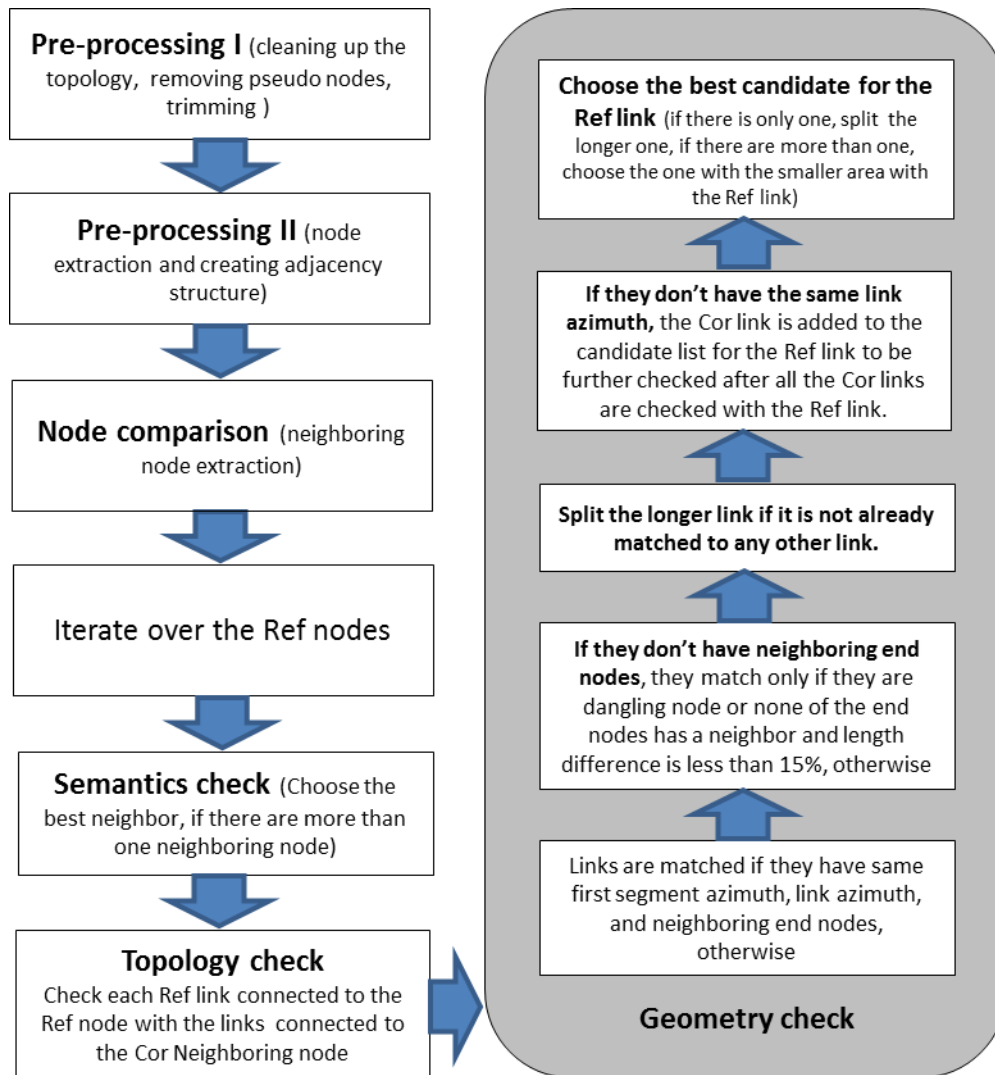 Pre-processing I (cleaning up the
topology, removing pseudo nodes,
trimming )
Pre-processing II (node
extraction and creating adjacency
structure)
Node comparison (neighboring
node extraction)
Iterate over the Ref nodes
Semantics check (Choose the
best neighbor, if there are more than
one neighboring node)
Topology check
Check each Ref link connected to the
Ref node with the links connected to
the Cor Neighboring node
Geometry check
Links are matched if they have same
first segment azimuth, link azimuth,
and neighboring end nodes,
otherwise
If they don't have neighboring end
nodes, they match only if they are
dangling node or none of the end
nodes has a neighbor and length
difference is less than 15%, otherwise
Split the longer link if it is not already
matched to any other link.
If they don't have the same link
azimuth, the Cor link is added to the
candidate list for the Ref link to be
further checked after all the Cor links
are checked with the Ref link.
Choose the best candidate for the
Ref link (if there is only one, split the
longer one, if there are more than one,
choose the one with the smaller area with
the Ref link)